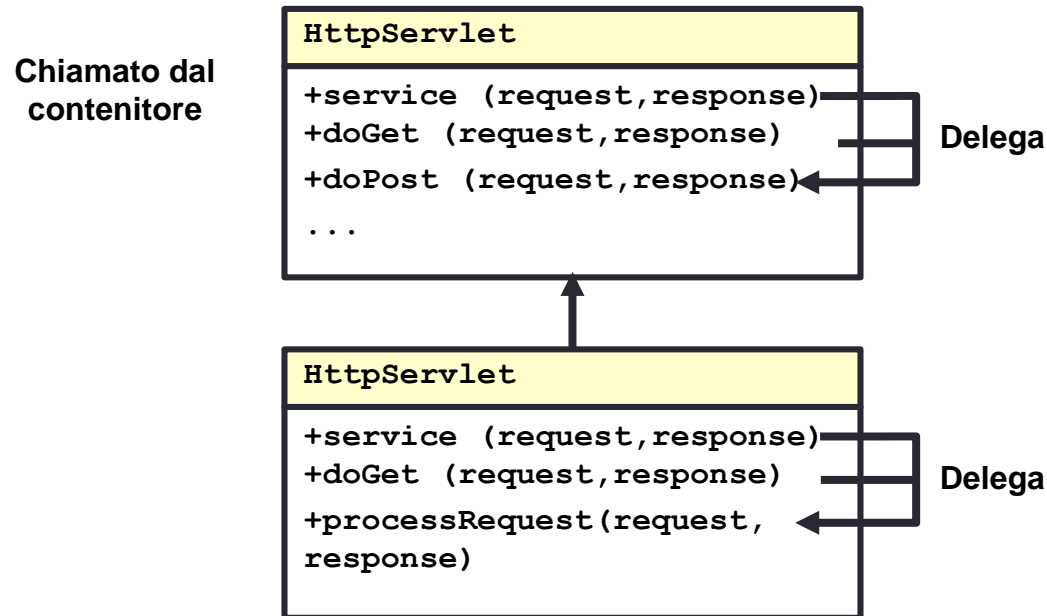 HttpServlet
Chiamato dal
contenitore
+service (request,response)
+doGet (request,response)
Delega
+doPost (request,response)
...
HttpServlet
+service (request,response)
+doGet (request,response)
Delega
+processRequest(request,
response)